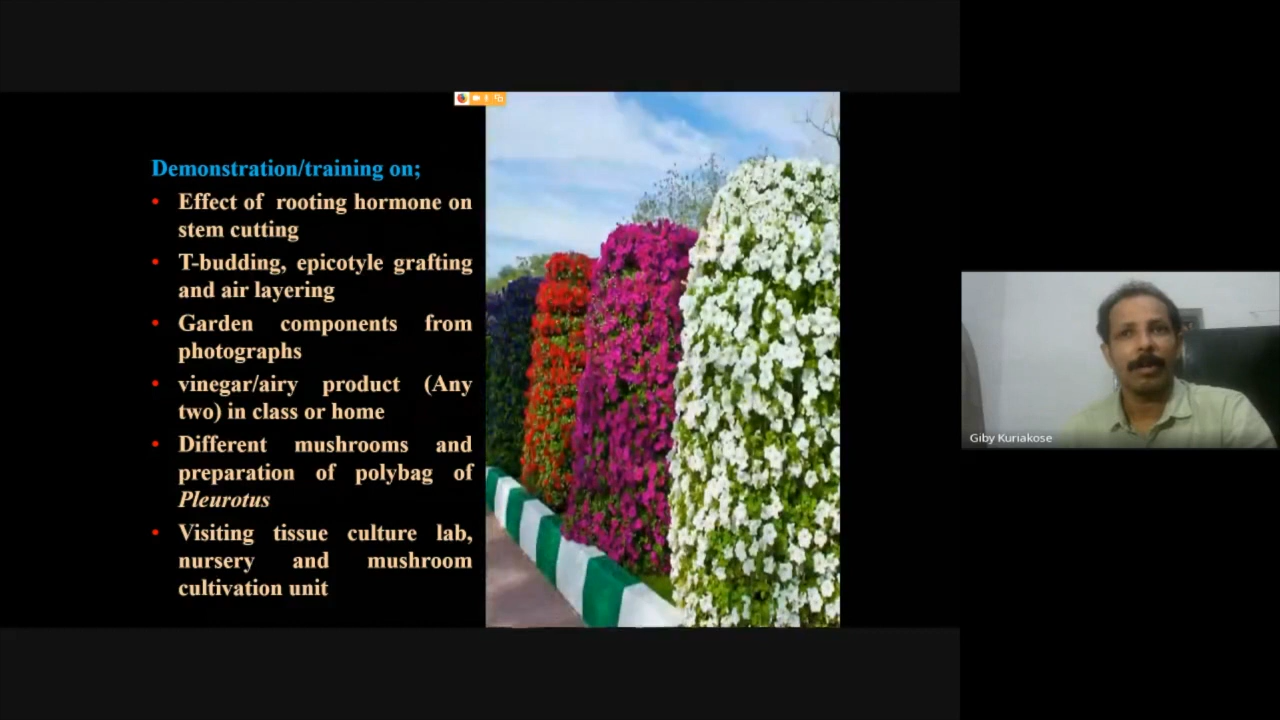 Demonstration/training on;
• Effect of rooting hormone on
stem cutting
• T-budding, epicotyle grafting
and air layering
• Garden components from
photographs
• vinegar/airy product (Any
two) in class or home
• Different mushrooms and
preparation of polybag of
Pleurotus
• Visiting tissue culture lab,
nursery and mushroom
cultivation unit
Giby Kuriakose